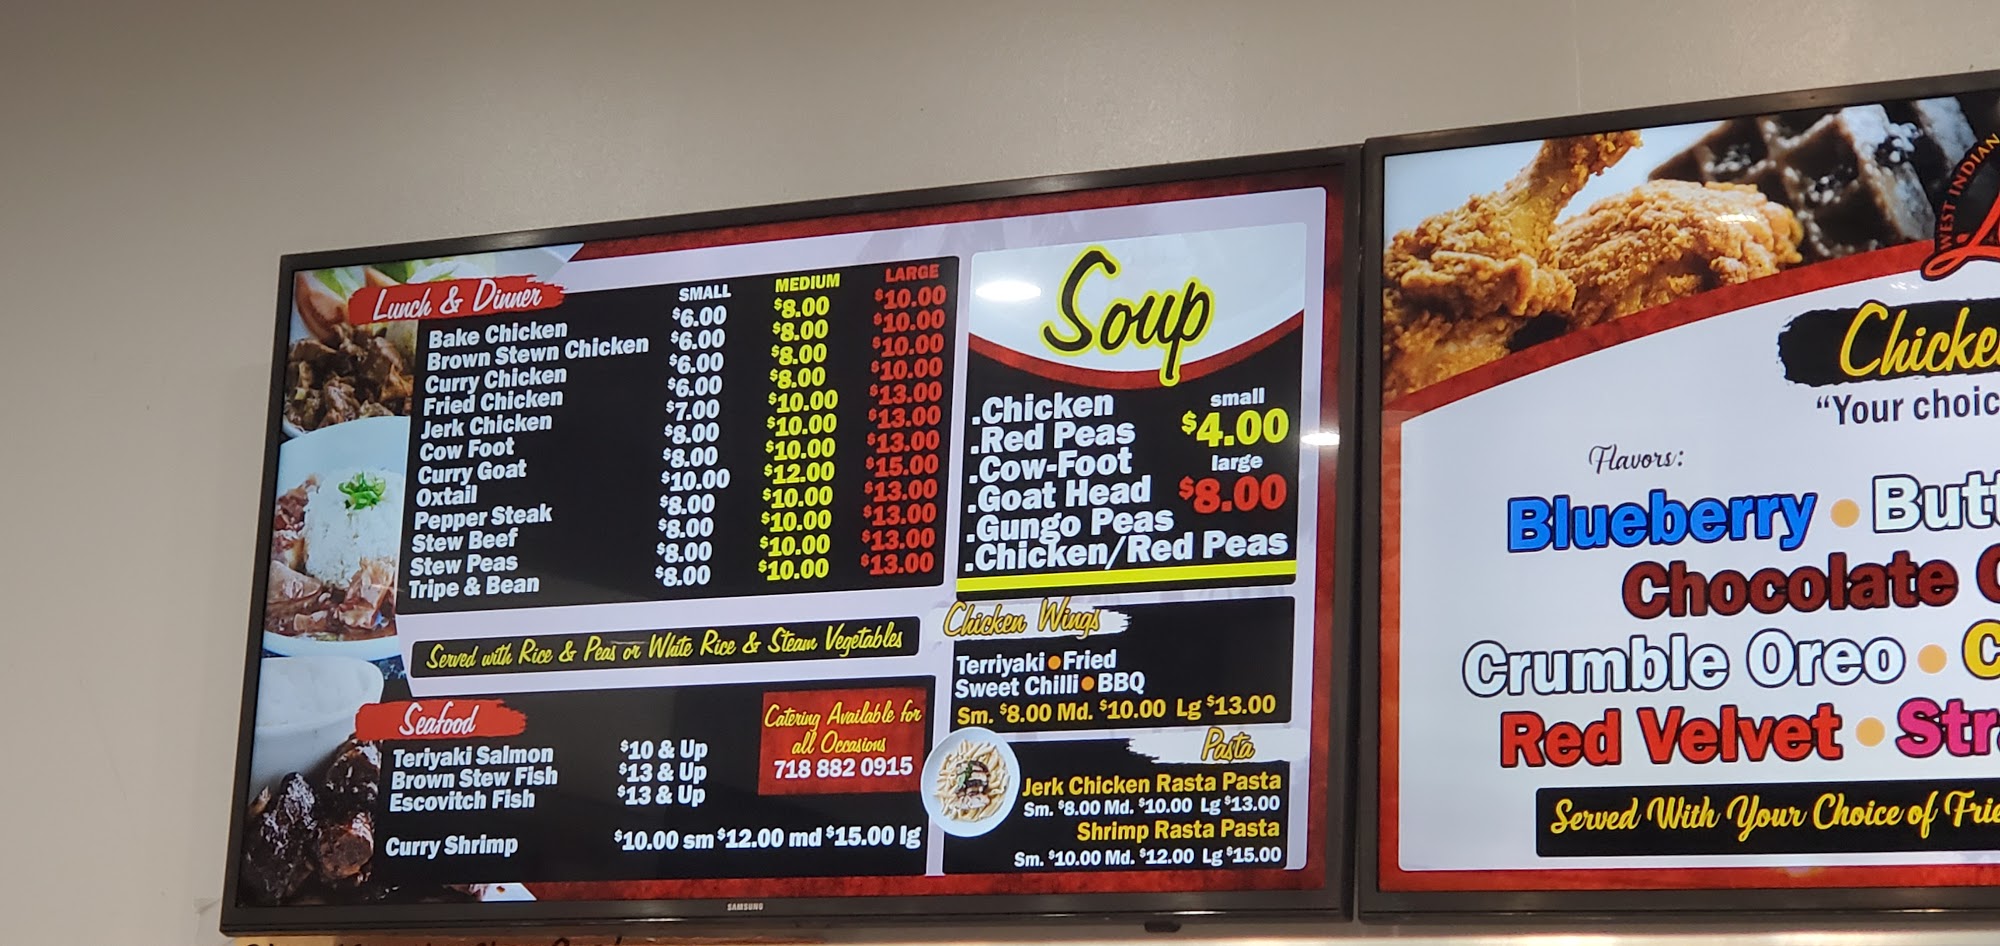 Lunch & Dinner
SMALL MEDIUM LARGE
Bake Chicken $6.00 $8.00 $10.00
Brown Stewn Chicken $6.00 $8.00 $10.00
Curry Chicken $6.00 $8.00 $10.00
Fried Chicken $6.00 $8.00 $10.00
Jerk Chicken $7.00 $10.00 $13.00
Cow Foot $8.00 $10.00 $13.00
Curry Goat $8.00 $10.00 $13.00
Oxtail $10.00 $12.00 $15.00
Pepper Steak $8.00 $10.00 $13.00
Stew Beef $8.00 $10.00 $13.00
Stew Peas $8.00 $10.00 $13.00
Tripe & Bean $8.00 $10.00 $13.00
Served with Rice & Peas or White Rice & Steam Vegetables
Seafood
Teriyaki Salmon $10 & Up
Brown Stew Fish $13 & Up
Escovitch Fish $13 & Up
Curry Shrimp $10.00 sm $12.00 md $15.00 lg
Catering Available for
all Occasions
718 882 0915
Soup
.Chicken
.Red Peas
.Cow-Foot
.Goat Head
.Gungo Peas
.Chicken/Red Peas
small
$4.00
large
$8.00
Chicken Wings
Terriyaki • Fried
Sweet Chilli • BBQ
Sm. $8.00 Md. $10.00 Lg $13.00
Pasta
Jerk Chicken Rasta Pasta
Sm. $8.00 Md. $10.00 Lg $13.00
Shrimp Rasta Pasta
Sm. $10.00 Md. $12.00 Lg $15.00
SAMSUNG
WEST INDIAN
Chicke
"Your choic
Flavors:
Blueberry • Butt
Chocolate C
Crumble Oreo • C
Red Velvet • Str
Served With Your Choice of Frie